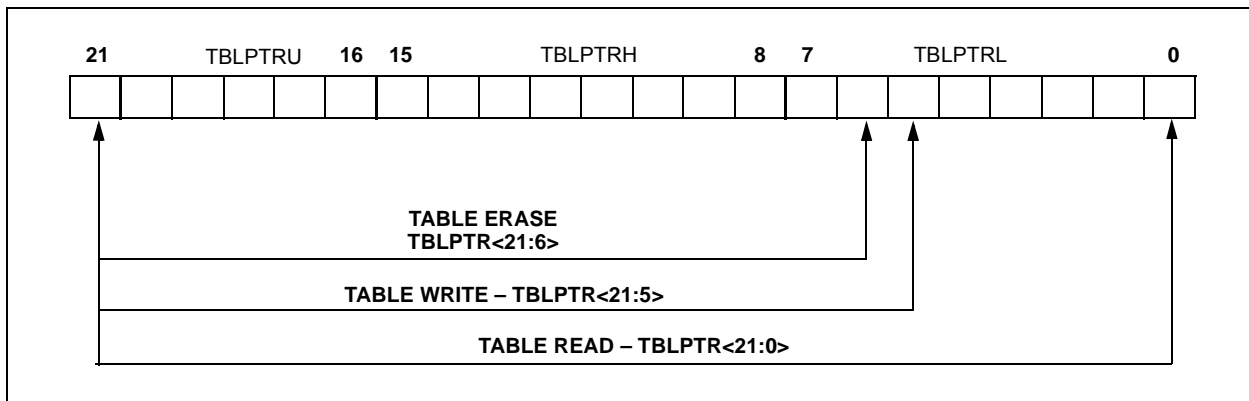 21 TBLPTRU 16 15 TBLPTRH 8 7 TBLPTRL 0
TABLE ERASE
TBLPTR<21:6>
TABLE WRITE – TBLPTR<21:5>
TABLE READ – TBLPTR<21:0>